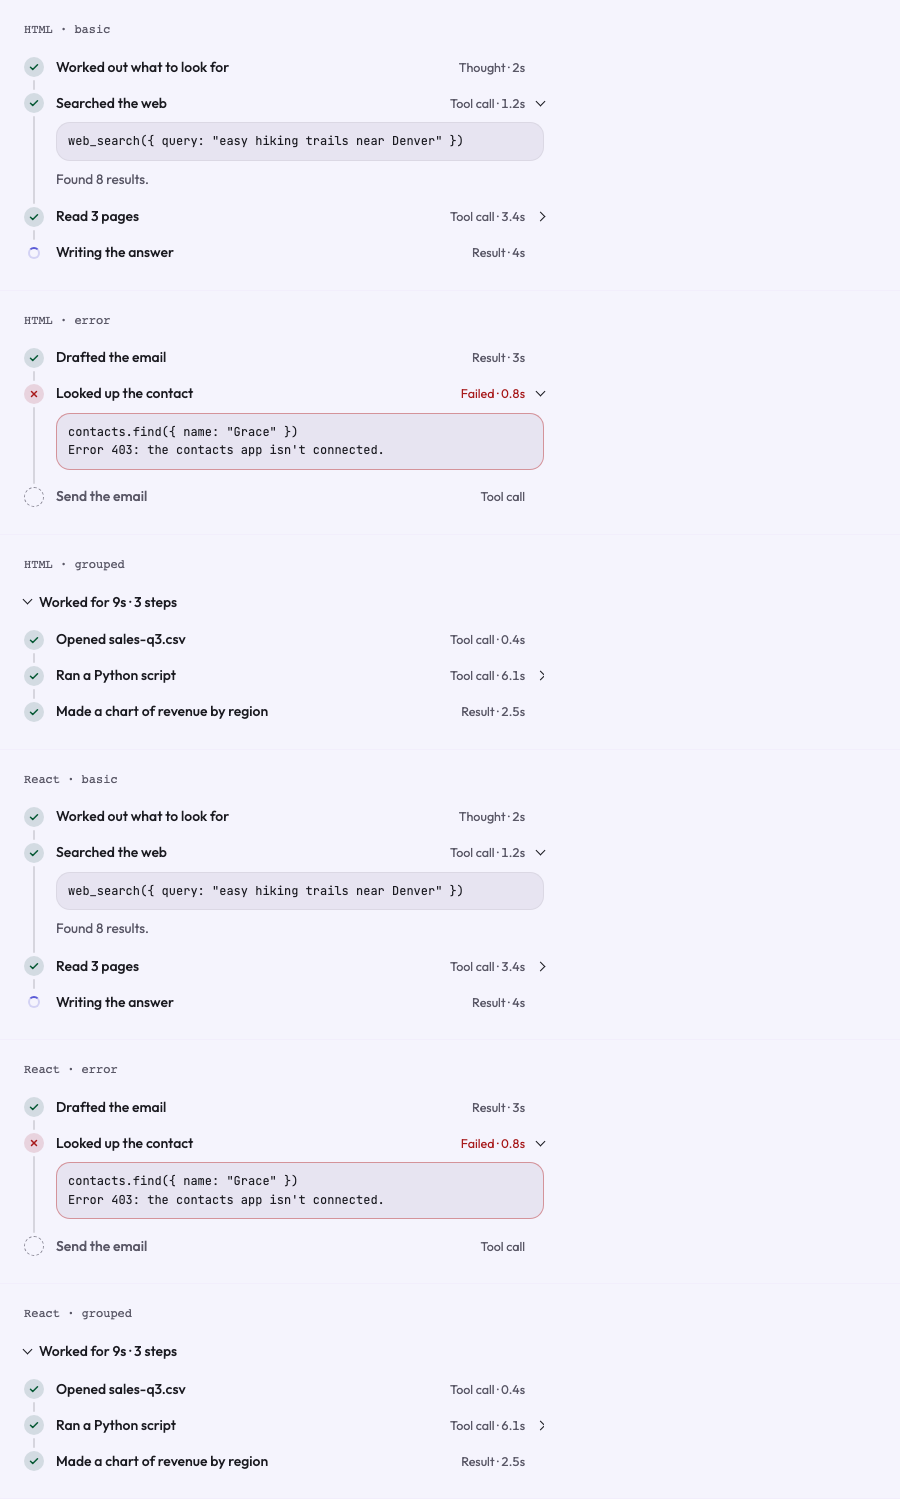 HTML • basic
Worked out what to look for Thought · 2s
Searched the web Tool call · 1.2s
web_search({ query: "easy hiking trails near Denver" })
Found 8 results.
Read 3 pages Tool call · 3.4s
Writing the answer Result · 4s
HTML • error
Drafted the email Result · 3s
Looked up the contact Failed · 0.8s
contacts.find({ name: "Grace" })
Error 403: the contacts app isn't connected.
Send the email Tool call
HTML • grouped
Worked for 9s · 3 steps
Opened sales-q3.csv Tool call · 0.4s
Ran a Python script Tool call · 6.1s
Made a chart of revenue by region Result · 2.5s
React • basic
Worked out what to look for Thought · 2s
Searched the web Tool call · 1.2s
web_search({ query: "easy hiking trails near Denver" })
Found 8 results.
Read 3 pages Tool call · 3.4s
Writing the answer Result · 4s
React • error
Drafted the email Result · 3s
Looked up the contact Failed · 0.8s
contacts.find({ name: "Grace" })
Error 403: the contacts app isn't connected.
Send the email Tool call
React • grouped
Worked for 9s · 3 steps
Opened sales-q3.csv Tool call · 0.4s
Ran a Python script Tool call · 6.1s
Made a chart of revenue by region Result · 2.5s